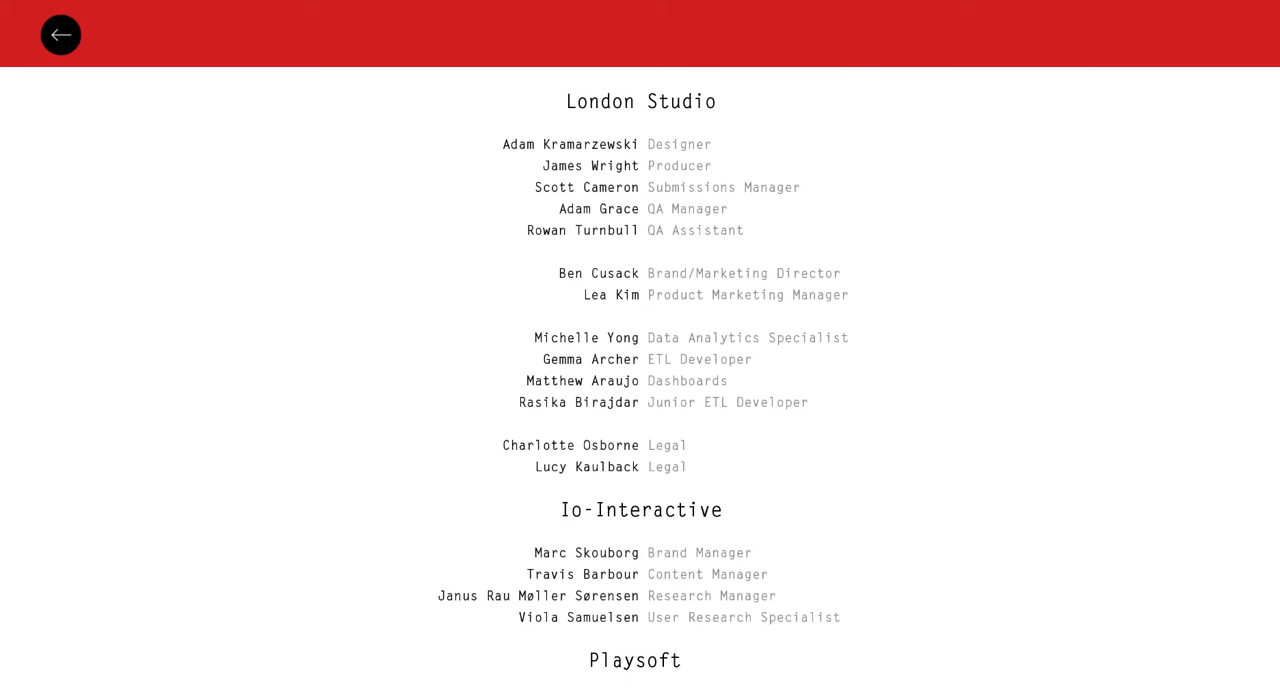 London Studio
Adam Kramarzewski Designer
James Wright Producer
Scott Cameron Submissions Manager
Adam Grace QA Manager
Rowan Turnbull QA Assistant
Ben Cusack Brand/Marketing Director
Lea Kim Product Marketing Manager
Michelle Yong Data Analytics Specialist
Gemma Archer ETL Developer
Matthew Araujo Dashboards
Rasika Birajdar Junior ETL Developer
Charlotte Osborne Legal
Lucy Kaulback Legal
Io-Interactive
Marc Skouborg Brand Manager
Travis Barbour Content Manager
Janus Rau Møller Sørensen Research Manager
Viola Samuelsen User Research Specialist
Playsoft